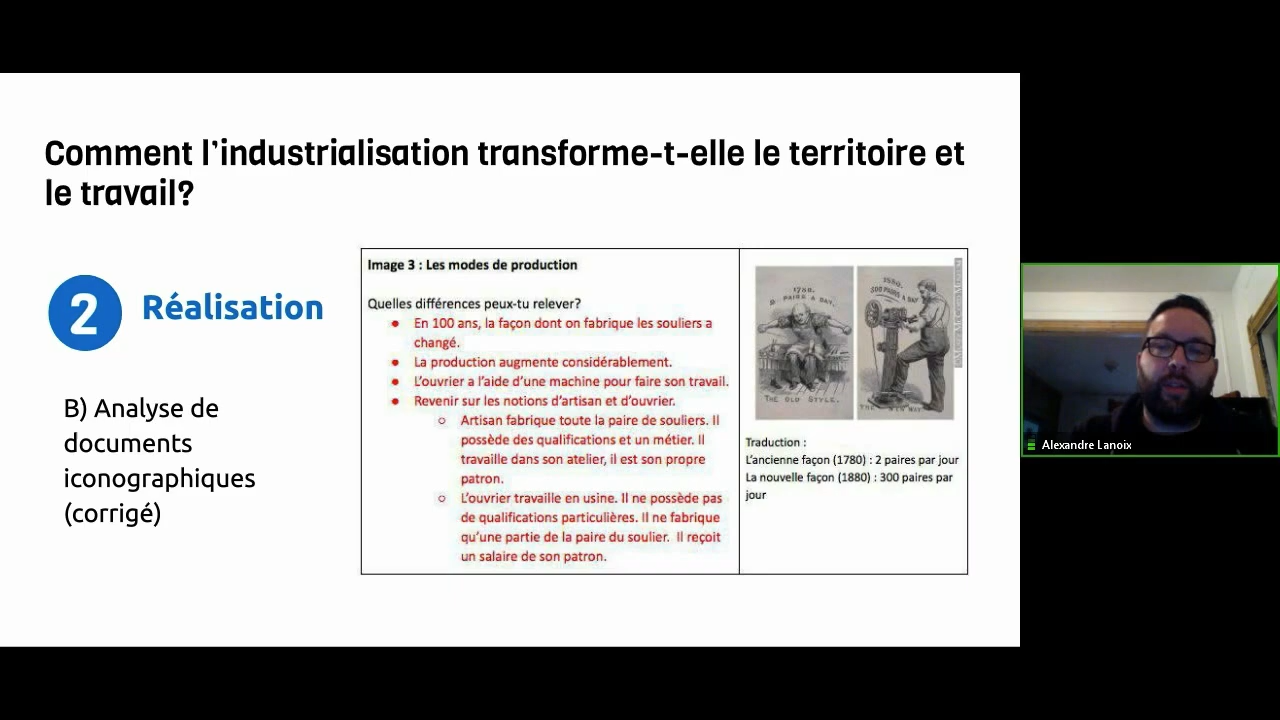 Comment l'industrialisation transforme-t-elle le territoire et
le travail?
2
Réalisation
B) Analyse de
documents
iconographiques
(corrigé)
Image 3 : Les modes de production
Quelles différences peux-tu relever?
● En 100 ans, la façon dont on fabrique les souliers a
changé.
● La production augmente considérablement.
● L'ouvrier a l'aide d'une machine pour faire son travail.
● Revenir sur les notions d'artisan et d'ouvrier.
○ Artisan fabrique toute la paire de souliers. Il
possède des qualifications et un métier. Il
travaille dans son atelier, il est son propre
patron.
○ L'ouvrier travaille en usine. Il ne possède pas
de qualifications particulières. Il ne fabrique
qu'une partie de la paire du soulier. Il reçoit
un salaire de son patron.
1780.
PAIRS A DAY.
THE OLD STYLE.
1880.
300 PAIRS A DAY
THE NEW WAY
Traduction :
L'ancienne façon (1780) : 2 paires par jour
La nouvelle façon (1880) : 300 paires par
jour
Alexandre Lanoix